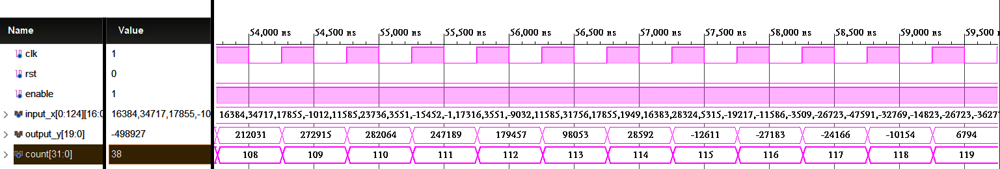 Name Value
54,000 ns 54,500 ns 55,000 ns 55,500 ns 56,000 ns 56,500 ns 57,000 ns 57,500 ns 58,000 ns 58,500 ns 59,000 ns 59,500
clk 1
rst 0
enable 1
input_x[0:124][16:0 16384,34717,17855,-10 16384,34717,17855,-1012,11585,23736,3551,-15452,-1,17316,3551,-9032,11585,31756,17855,1949,16383,28324,5315,-19217,-11586,-3509,-26723,-47591,-32769,-14823,-26723,-3627
output_y[19:0] -498927 212031 272915 282064 247189 179457 98053 28592 -12611 -27183 -24166 -10154 6794
count[31:0] 38 108 109 110 111 112 113 114 115 116 117 118 119